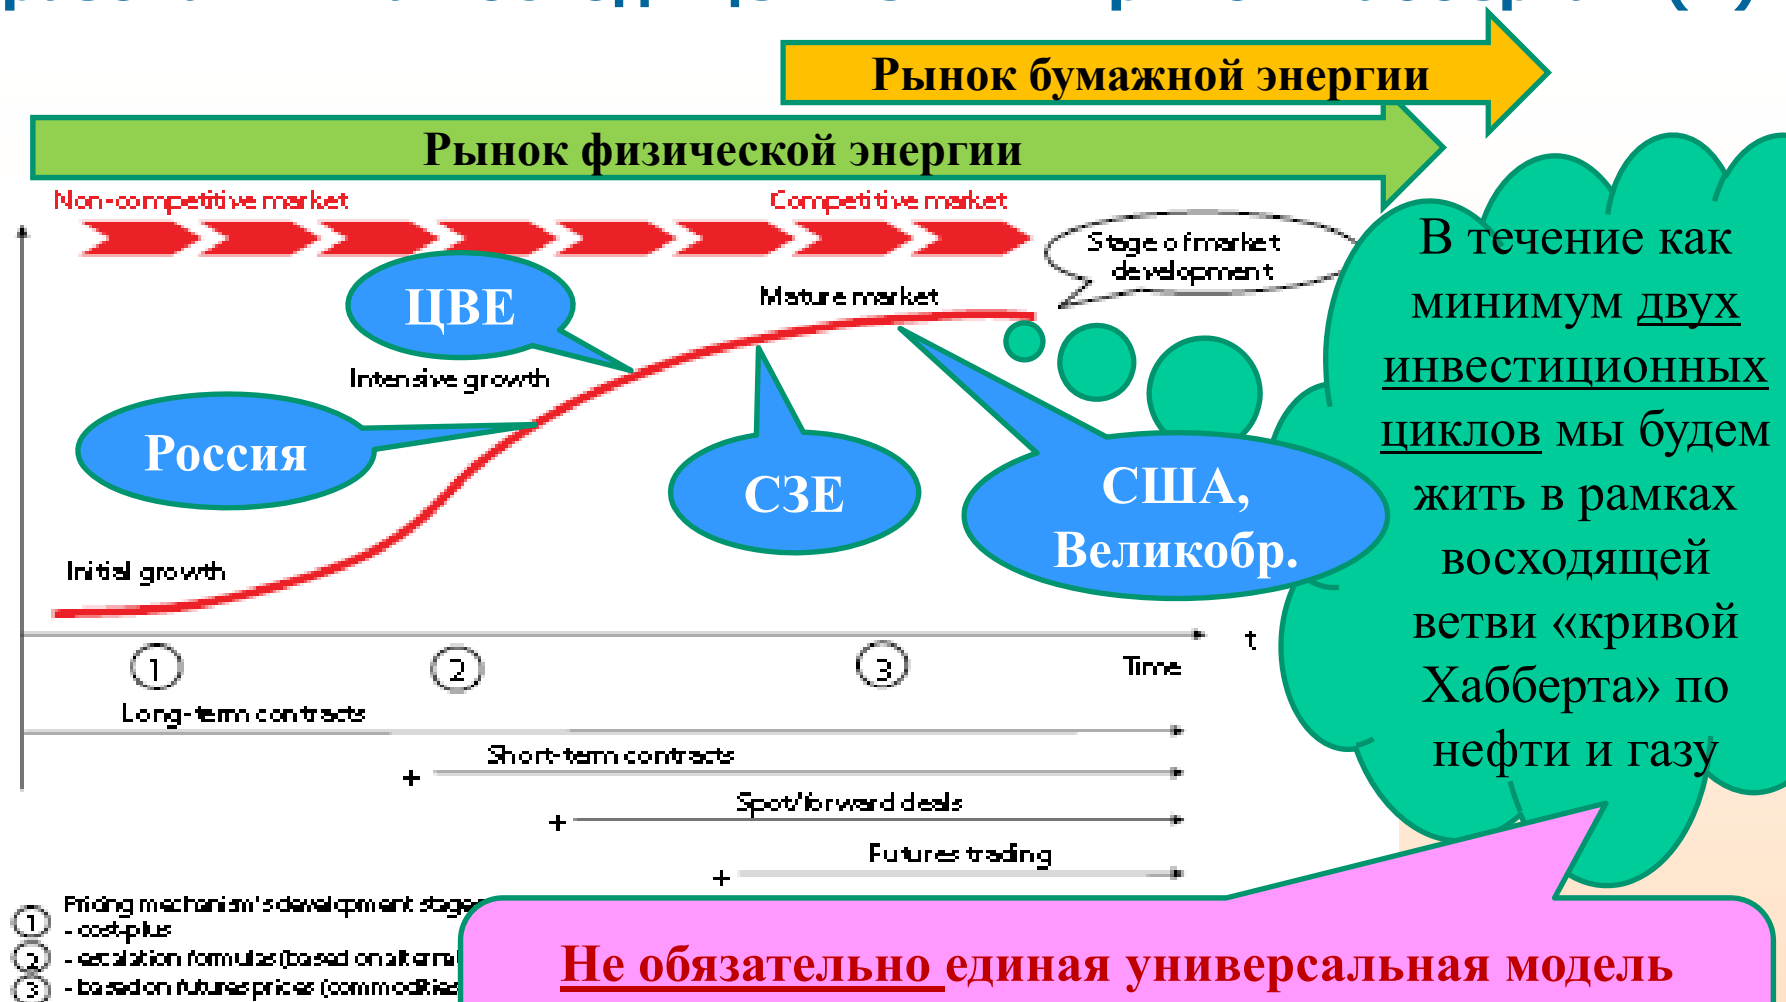 Рынок бумажной энергии
Рынок физической энергии
Non-competitive market
Competitive market
Stage of market
development
Mature market
ЦВЕ
Intensive growth
Россия
СЗЕ
США,
Великобр.
Initial growth
t
1
2
3
Time
Long-term contracts
Short-term contracts
+
Spot/forward deals
+
Futures trading
+
1
Pricing mechanism's development stage
- cost-plus
2
- escalation formulas (based on
3
- based on futures prices (commodities
В течение как
минимум двух
инвестиционных
циклов мы будем
жить в рамках
восходящей
ветви «кривой
Хабберта» по
нефти и газу
Не обязательно единая универсальная модель